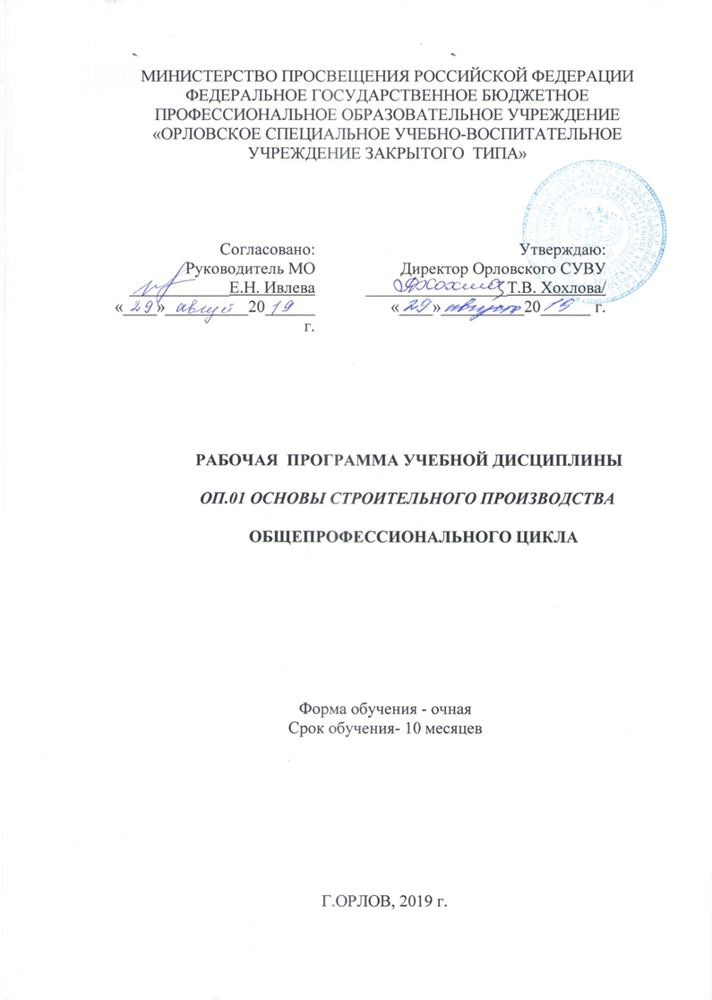 МИНИСТЕРСТВО ПРОСВЕЩЕНИЯ РОССИЙСКОЙ ФЕДЕРАЦИИ
ФЕДЕРАЛЬНОЕ ГОСУДАРСТВЕННОЕ БЮДЖЕТНОЕ
ПРОФЕССИОНАЛЬНОЕ ОБРАЗОВАТЕЛЬНОЕ УЧРЕЖДЕНИЕ
«ОРЛОВСКОЕ СПЕЦИАЛЬНОЕ УЧЕБНО-ВОСПИТАТЕЛЬНОЕ
УЧРЕЖДЕНИЕ ЗАКРЫТОГО ТИПА»
Согласовано:
Руководитель МО
Е.Н. Ивлева
«29» август 2019
г.
Утверждаю:
Директор Орловского СУВУ
Т.В. Хохлова/
«29» августа 2019 г.
РАБОЧАЯ ПРОГРАММА УЧЕБНОЙ ДИСЦИПЛИНЫ
ОП.01 ОСНОВЫ СТРОИТЕЛЬНОГО ПРОИЗВОДСТВА
ОБЩЕПРОФЕССИОНАЛЬНОГО ЦИКЛА
Форма обучения - очная
Срок обучения- 10 месяцев
Г.ОРЛОВ, 2019 г.